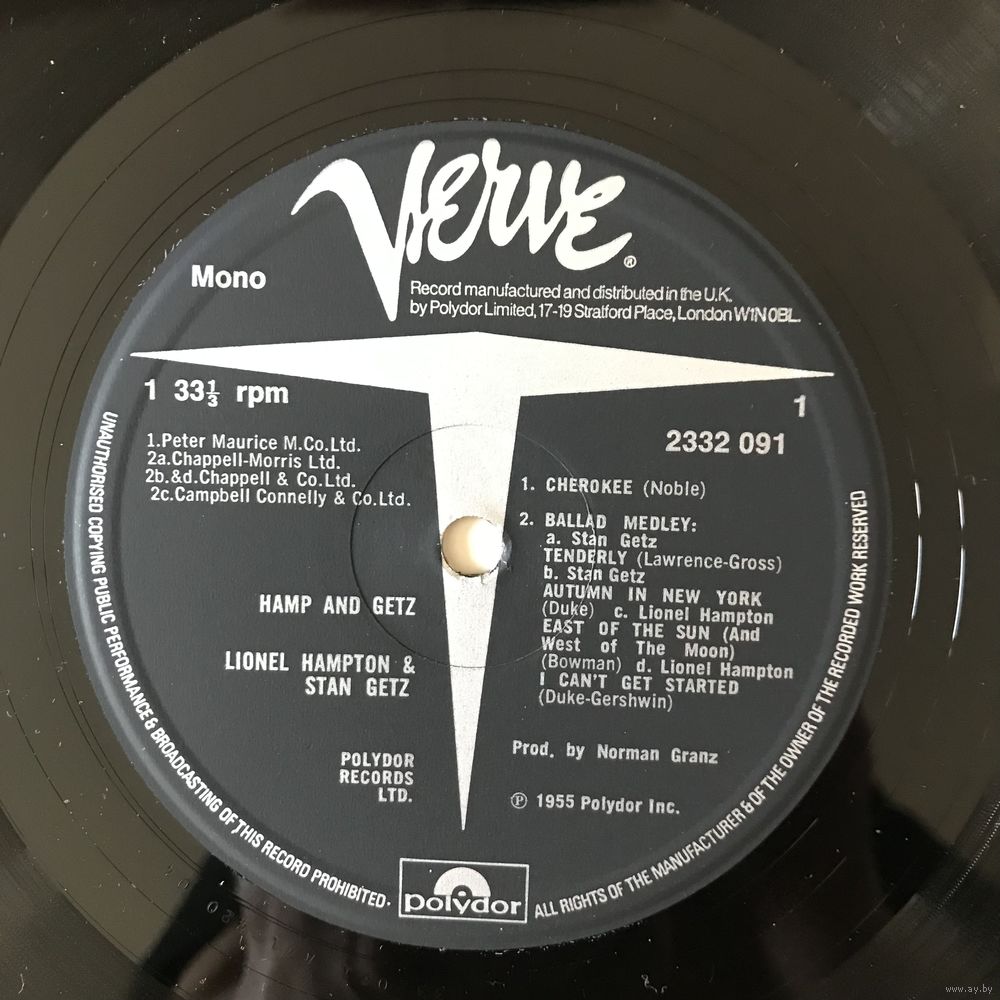 Verve®
Mono
Record manufactured and distributed in the U.K.
by Polydor Limited, 17-19 Stratford Place, London W1N 0BL.
1 33⅓ rpm
1
2332 091
1.Peter Maurice M.Co.Ltd.
2a.Chappell-Morris Ltd.
2b.&d.Chappell & Co.Ltd.
2c.Campbell Connelly & Co.Ltd.
1. CHEROKEE (Noble)
2. BALLAD MEDLEY:
a. Stan Getz
TENDERLY (Lawrence-Gross)
b. Stan Getz
AUTUMN IN NEW YORK
(Duke) c. Lionel Hampton
EAST OF THE SUN (And
West of The Moon)
(Bowman) d. Lionel Hampton
I CAN'T GET STARTED
(Duke-Gershwin)
HAMP AND GETZ
LIONEL HAMPTON &
STAN GETZ
Prod. by Norman Granz
POLYDOR
RECORDS
LTD.
℗ 1955 Polydor Inc.
UNAUTHORISED COPYING PUBLIC PERFORMANCE & BROADCASTING OF THIS RECORD PROHIBITED·
polydor
ALL RIGHTS OF THE MANUFACTURER & OF THE OWNER OF THE RECORDED WORK RESERVED
www.ay.by